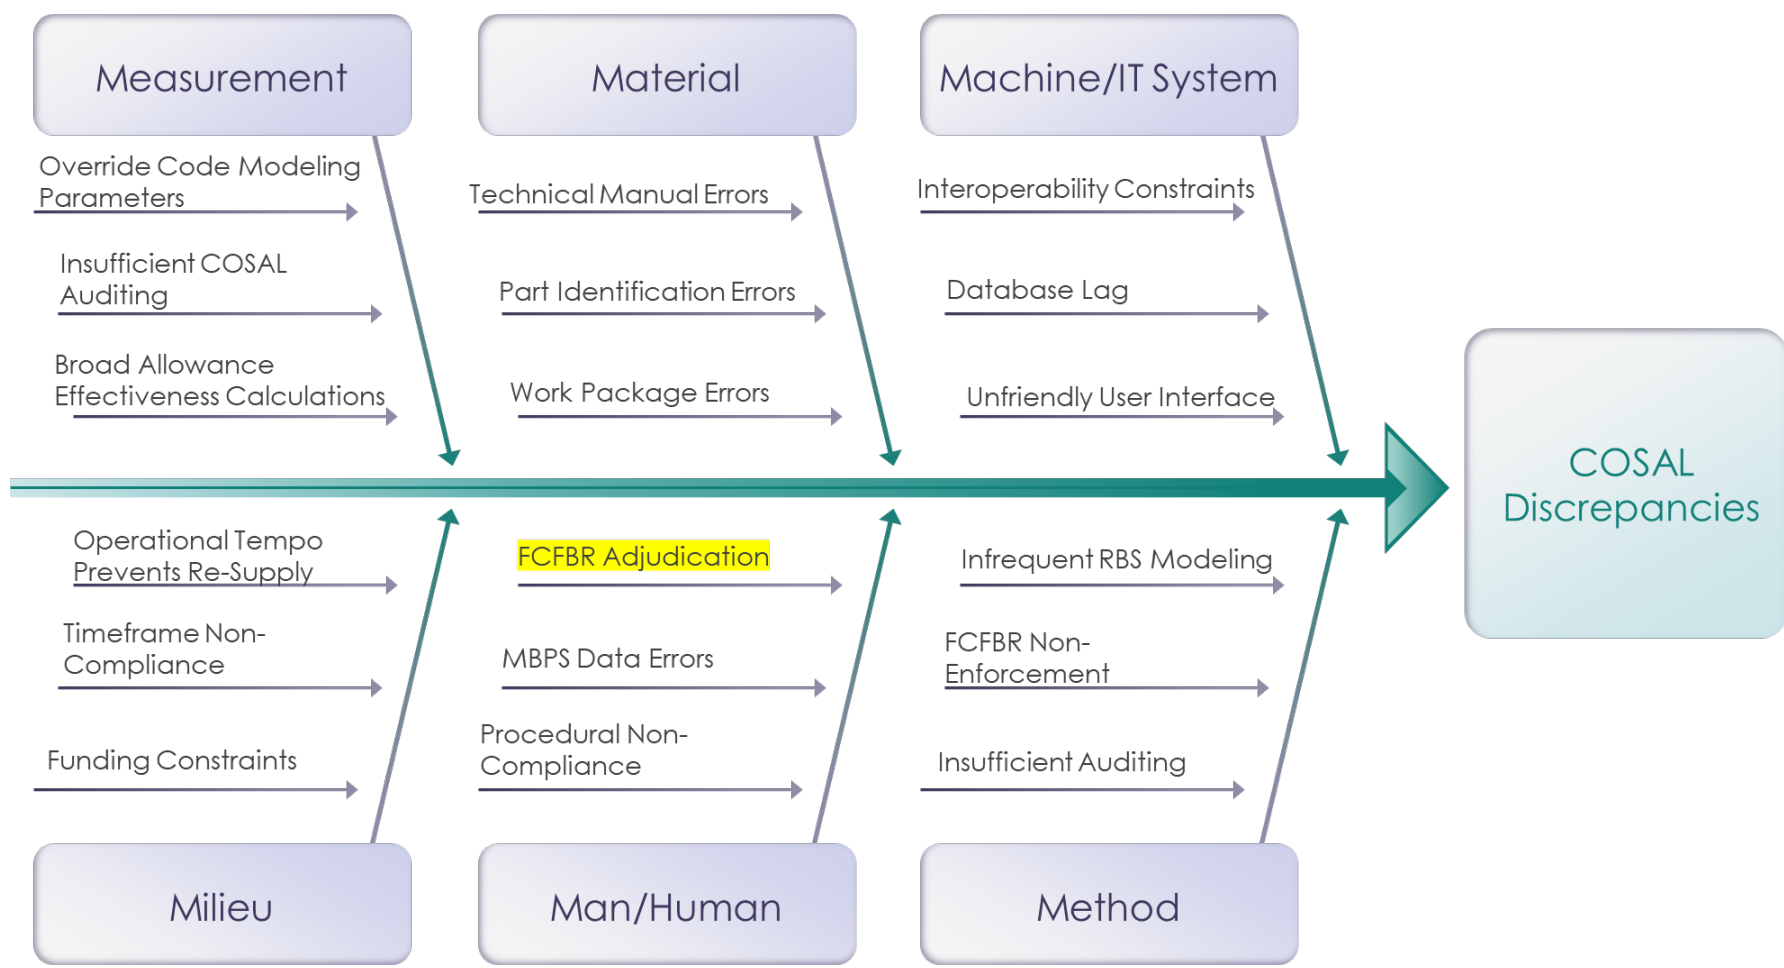 Measurement
Material
Machine/IT System
Override Code Modeling
Parameters
Technical Manual Errors
Interoperability Constraints
Insufficient COSAL
Auditing
Part Identification Errors
Database Lag
Broad Allowance
Effectiveness Calculations
Work Package Errors
Unfriendly User Interface
COSAL
Discrepancies
Operational Tempo
Prevents Re-Supply
FCFBR Adjudication
Infrequent RBS Modeling
Timeframe Non-
Compliance
MBPS Data Errors
FCFBR Non-
Enforcement
Funding Constraints
Procedural Non-
Compliance
Insufficient Auditing
Milieu
Man/Human
Method